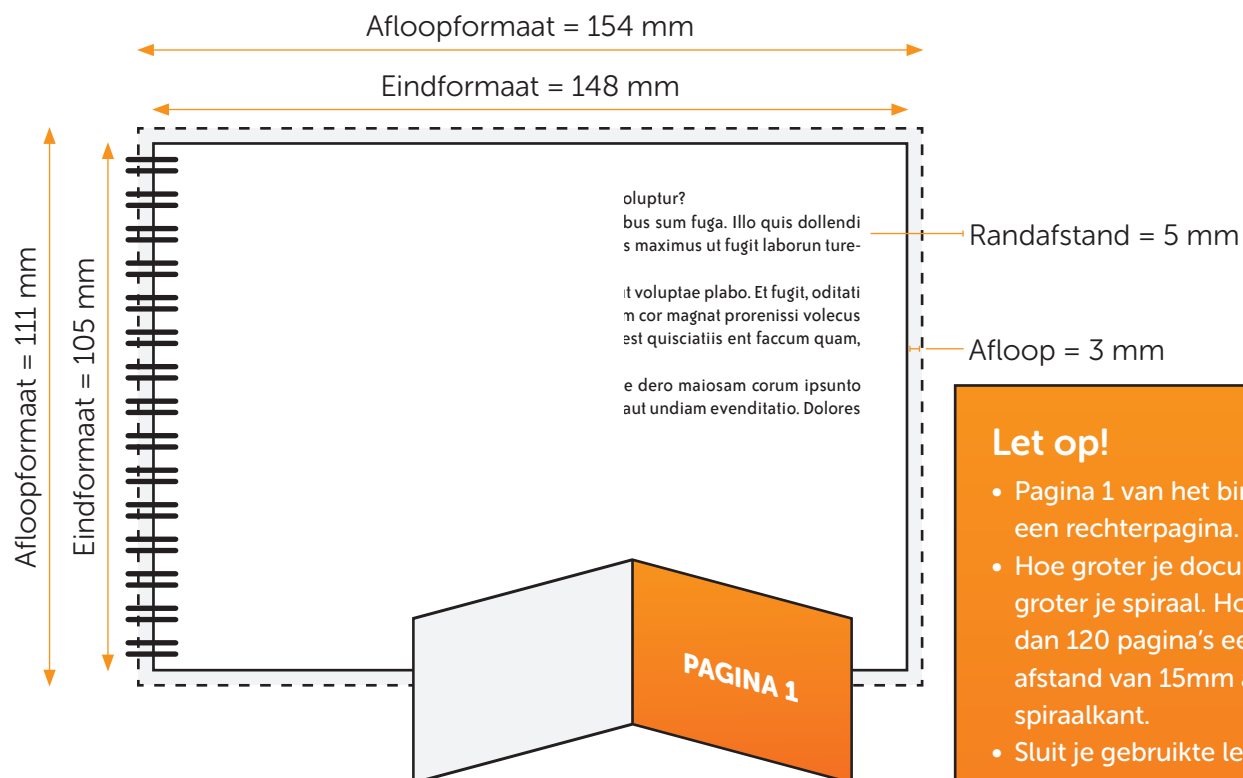 Afloopformaat = 154 mm
Eindformaat = 148 mm
Afloopformaat = 111 mm
Eindformaat = 105 mm
oluptur?
bus sum fuga. Illo quis dollendi
s maximus ut fugit laborun ture-
t voluptae plabo. Et fugit, oditati
m cor magnat prorenissi volecus
est quisciatiis ent faccum quam,
e dero maiosam corum ipsunto
aut undiam evenditatio. Dolores
Randafstand = 5 mm
Afloop = 3 mm
PAGINA 1
Let op!
• Pagina 1 van het bin
een rechterpagina.
• Hoe groter je docu
groter je spiraal. Ho
dan 120 pagina's ee
afstand van 15mm
spiraalkant.
• Sluit je gebruikte le